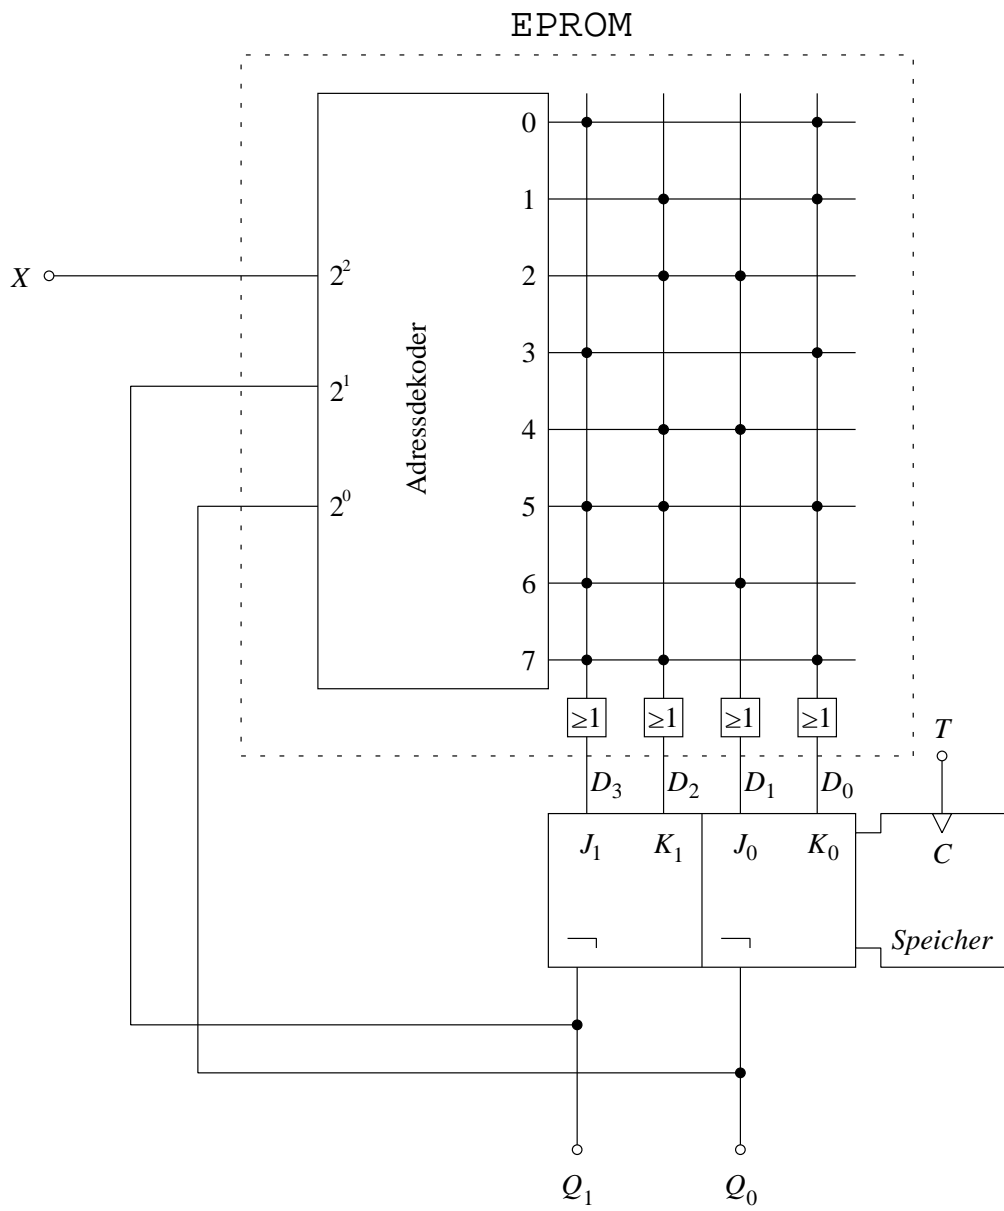 EPROM
0
1
X 2² 2
3
2¹
Adressdekoder
4
2⁰ 5
6
7
≥1 ≥1 ≥1 ≥1
T
D₃ D₂ D₁ D₀
J₁ K₁ J₀ K₀ C
Speicher
Q₁ Q₀